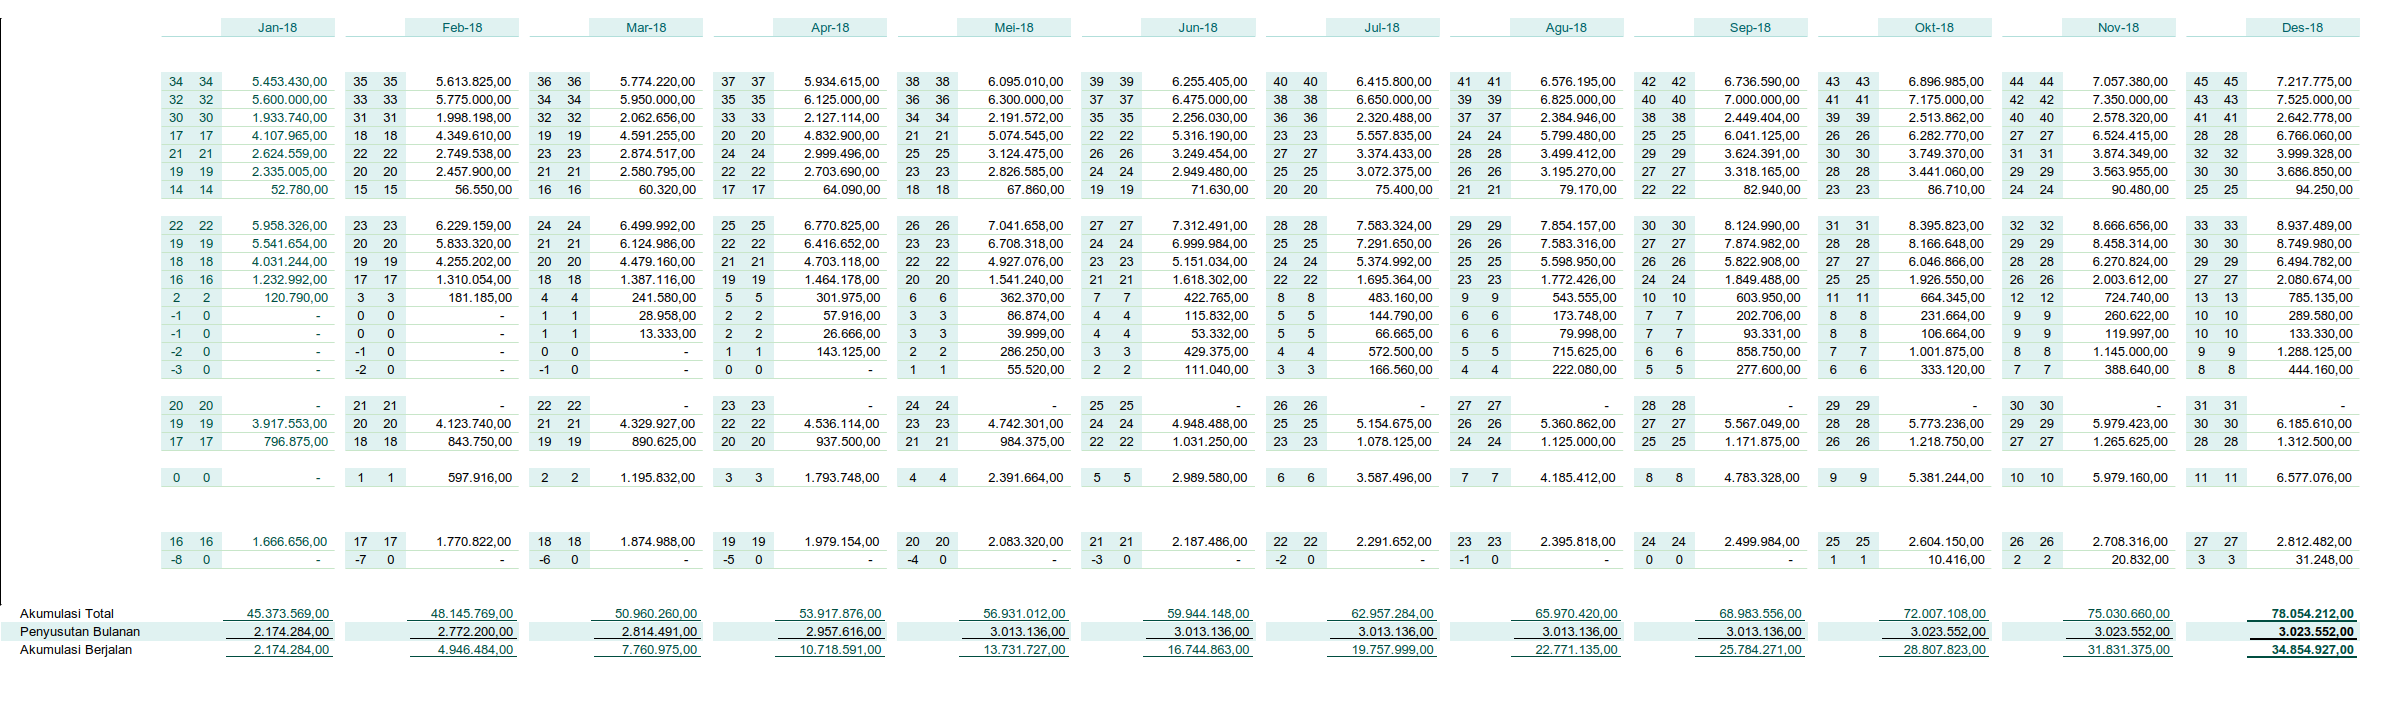 Jan-18 Feb-18 Mar-18 Apr-18 Mei-18 Jun-18 Jul-18 Agu-18 Sep-18 Okt-18 Nov-18 Des-18
34 34 5.453.430,00 35 35 5.613.825,00 36 36 5.774.220,00 37 37 5.934.615,00 38 38 6.095.010,00 39 39 6.255.405,00 40 40 6.415.800,00 41 41 6.576.195,00 42 42 6.736.590,00 43 43 6.896.985,00 44 44 7.057.380,00 45 45 7.217.775,00
32 32 5.600.000,00 33 33 5.775.000,00 34 34 5.950.000,00 35 35 6.125.000,00 36 36 6.300.000,00 37 37 6.475.000,00 38 38 6.650.000,00 39 39 6.825.000,00 40 40 7.000.000,00 41 41 7.175.000,00 42 42 7.350.000,00 43 43 7.525.000,00
30 30 1.933.740,00 31 31 1.998.198,00 32 32 2.062.656,00 33 33 2.127.114,00 34 34 2.191.572,00 35 35 2.256.030,00 36 36 2.320.488,00 37 37 2.384.946,00 38 38 2.449.404,00 39 39 2.513.862,00 40 40 2.578.320,00 41 41 2.642.778,00
17 17 4.107.965,00 18 18 4.349.610,00 19 19 4.591.255,00 20 20 4.832.900,00 21 21 5.074.545,00 22 22 5.316.190,00 23 23 5.557.835,00 24 24 5.799.480,00 25 25 6.041.125,00 26 26 6.282.770,00 27 27 6.524.415,00 28 28 6.766.060,00
21 21 2.624.559,00 22 22 2.749.538,00 23 23 2.874.517,00 24 24 2.999.496,00 25 25 3.124.475,00 26 26 3.249.454,00 27 27 3.374.433,00 28 28 3.499.412,00 29 29 3.624.391,00 30 30 3.749.370,00 31 31 3.874.349,00 32 32 3.999.328,00
19 19 2.335.005,00 20 20 2.457.900,00 21 21 2.580.795,00 22 22 2.703.690,00 23 23 2.826.585,00 24 24 2.949.480,00 25 25 3.072.375,00 26 26 3.195.270,00 27 27 3.318.165,00 28 28 3.441.060,00 29 29 3.563.955,00 30 30 3.686.850,00
14 14 52.780,00 15 15 56.550,00 16 16 60.320,00 17 17 64.090,00 18 18 67.860,00 19 19 71.630,00 20 20 75.400,00 21 21 79.170,00 22 22 82.940,00 23 23 86.710,00 24 24 90.480,00 25 25 94.250,00
22 22 5.958.326,00 23 23 6.229.159,00 24 24 6.499.992,00 25 25 6.770.825,00 26 26 7.041.658,00 27 27 7.312.491,00 28 28 7.583.324,00 29 29 7.854.157,00 30 30 8.124.990,00 31 31 8.395.823,00 32 32 8.666.656,00 33 33 8.937.489,00
19 19 5.541.654,00 20 20 5.833.320,00 21 21 6.124.986,00 22 22 6.416.652,00 23 23 6.708.318,00 24 24 6.999.984,00 25 25 7.291.650,00 26 26 7.583.316,00 27 27 7.874.982,00 28 28 8.166.648,00 29 29 8.458.314,00 30 30 8.749.980,00
18 18 4.031.244,00 19 19 4.255.202,00 20 20 4.479.160,00 21 21 4.703.118,00 22 22 4.927.076,00 23 23 5.151.034,00 24 24 5.374.992,00 25 25 5.598.950,00 26 26 5.822.908,00 27 27 6.046.866,00 28 28 6.270.824,00 29 29 6.494.782,00
16 16 1.232.992,00 17 17 1.310.054,00 18 18 1.387.116,00 19 19 1.464.178,00 20 20 1.541.240,00 21 21 1.618.302,00 22 22 1.695.364,00 23 23 1.772.426,00 24 24 1.849.488,00 25 25 1.926.550,00 26 26 2.003.612,00 27 27 2.080.674,00
2 2 120.790,00 3 3 181.185,00 4 4 241.580,00 5 5 301.975,00 6 6 362.370,00 7 7 422.765,00 8 8 483.160,00 9 9 543.555,00 10 10 603.950,00 11 11 664.345,00 12 12 724.740,00 13 13 785.135,00
-1 0 - 0 0 - 1 1 28.958,00 2 2 57.916,00 3 3 86.874,00 4 4 115.832,00 5 5 144.790,00 6 6 173.748,00 7 7 202.706,00 8 8 231.664,00 9 9 260.622,00 10 10 289.580,00
-1 0 - 0 0 - 1 1 13.333,00 2 2 26.666,00 3 3 39.999,00 4 4 53.332,00 5 5 66.665,00 6 6 79.998,00 7 7 93.331,00 8 8 106.664,00 9 9 119.997,00 10 10 133.330,00
-2 0 - -1 0 - 0 0 - 1 1 143.125,00 2 2 286.250,00 3 3 429.375,00 4 4 572.500,00 5 5 715.625,00 6 6 858.750,00 7 7 1.001.875,00 8 8 1.145.000,00 9 9 1.288.125,00
-3 0 - -2 0 - -1 0 - 0 0 - 1 1 55.520,00 2 2 111.040,00 3 3 166.560,00 4 4 222.080,00 5 5 277.600,00 6 6 333.120,00 7 7 388.640,00 8 8 444.160,00
20 20 - 21 21 - 22 22 - 23 23 - 24 24 - 25 25 - 26 26 - 27 27 - 28 28 - 29 29 - 30 30 - 31 31 -
19 19 3.917.553,00 20 20 4.123.740,00 21 21 4.329.927,00 22 22 4.536.114,00 23 23 4.742.301,00 24 24 4.948.488,00 25 25 5.154.675,00 26 26 5.360.862,00 27 27 5.567.049,00 28 28 5.773.236,00 29 29 5.979.423,00 30 30 6.185.610,00
17 17 796.875,00 18 18 843.750,00 19 19 890.625,00 20 20 937.500,00 21 21 984.375,00 22 22 1.031.250,00 23 23 1.078.125,00 24 24 1.125.000,00 25 25 1.171.875,00 26 26 1.218.750,00 27 27 1.265.625,00 28 28 1.312.500,00
0 0 - 1 1 597.916,00 2 2 1.195.832,00 3 3 1.793.748,00 4 4 2.391.664,00 5 5 2.989.580,00 6 6 3.587.496,00 7 7 4.185.412,00 8 8 4.783.328,00 9 9 5.381.244,00 10 10 5.979.160,00 11 11 6.577.076,00
16 16 1.666.656,00 17 17 1.770.822,00 18 18 1.874.988,00 19 19 1.979.154,00 20 20 2.083.320,00 21 21 2.187.486,00 22 22 2.291.652,00 23 23 2.395.818,00 24 24 2.499.984,00 25 25 2.604.150,00 26 26 2.708.316,00 27 27 2.812.482,00
-8 0 - -7 0 - -6 0 - -5 0 - -4 0 - -3 0 - -2 0 - -1 0 - 0 0 - 1 1 10.416,00 2 2 20.832,00 3 3 31.248,00
Akumulasi Total 45.373.569,00 48.145.769,00 50.960.260,00 53.917.876,00 56.931.012,00 59.944.148,00 62.957.284,00 65.970.420,00 68.983.556,00 72.007.108,00 75.030.660,00 78.054.212,00
Penyusutan Bulanan 2.174.284,00 2.772.200,00 2.814.491,00 2.957.616,00 3.013.136,00 3.013.136,00 3.013.136,00 3.013.136,00 3.013.136,00 3.023.552,00 3.023.552,00 3.023.552,00
Akumulasi Berjalan 2.174.284,00 4.946.484,00 7.760.975,00 10.718.591,00 13.731.727,00 16.744.863,00 19.757.999,00 22.771.135,00 25.784.271,00 28.807.823,00 31.831.375,00 34.854.927,00